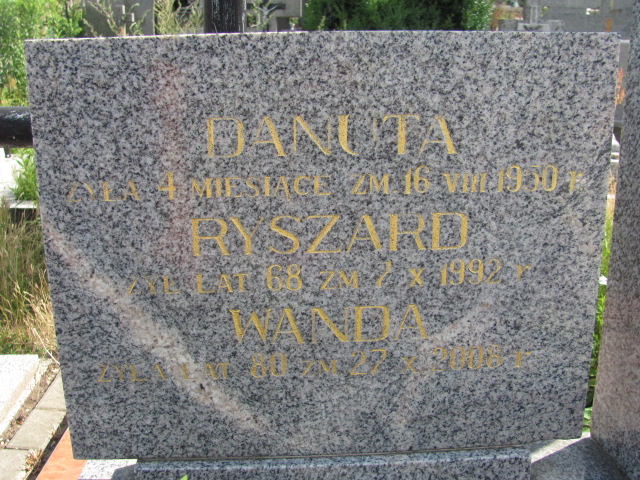 DANUTA
ŻYŁA 4 MIESIĄCE ZM 16 VIII 1950 r.
RYSZARD
ŻYŁ LAT 68 ZM 7 X 1992 r.
WANDA
ŻYŁA LAT 80 ZM 27 X 2008 r.